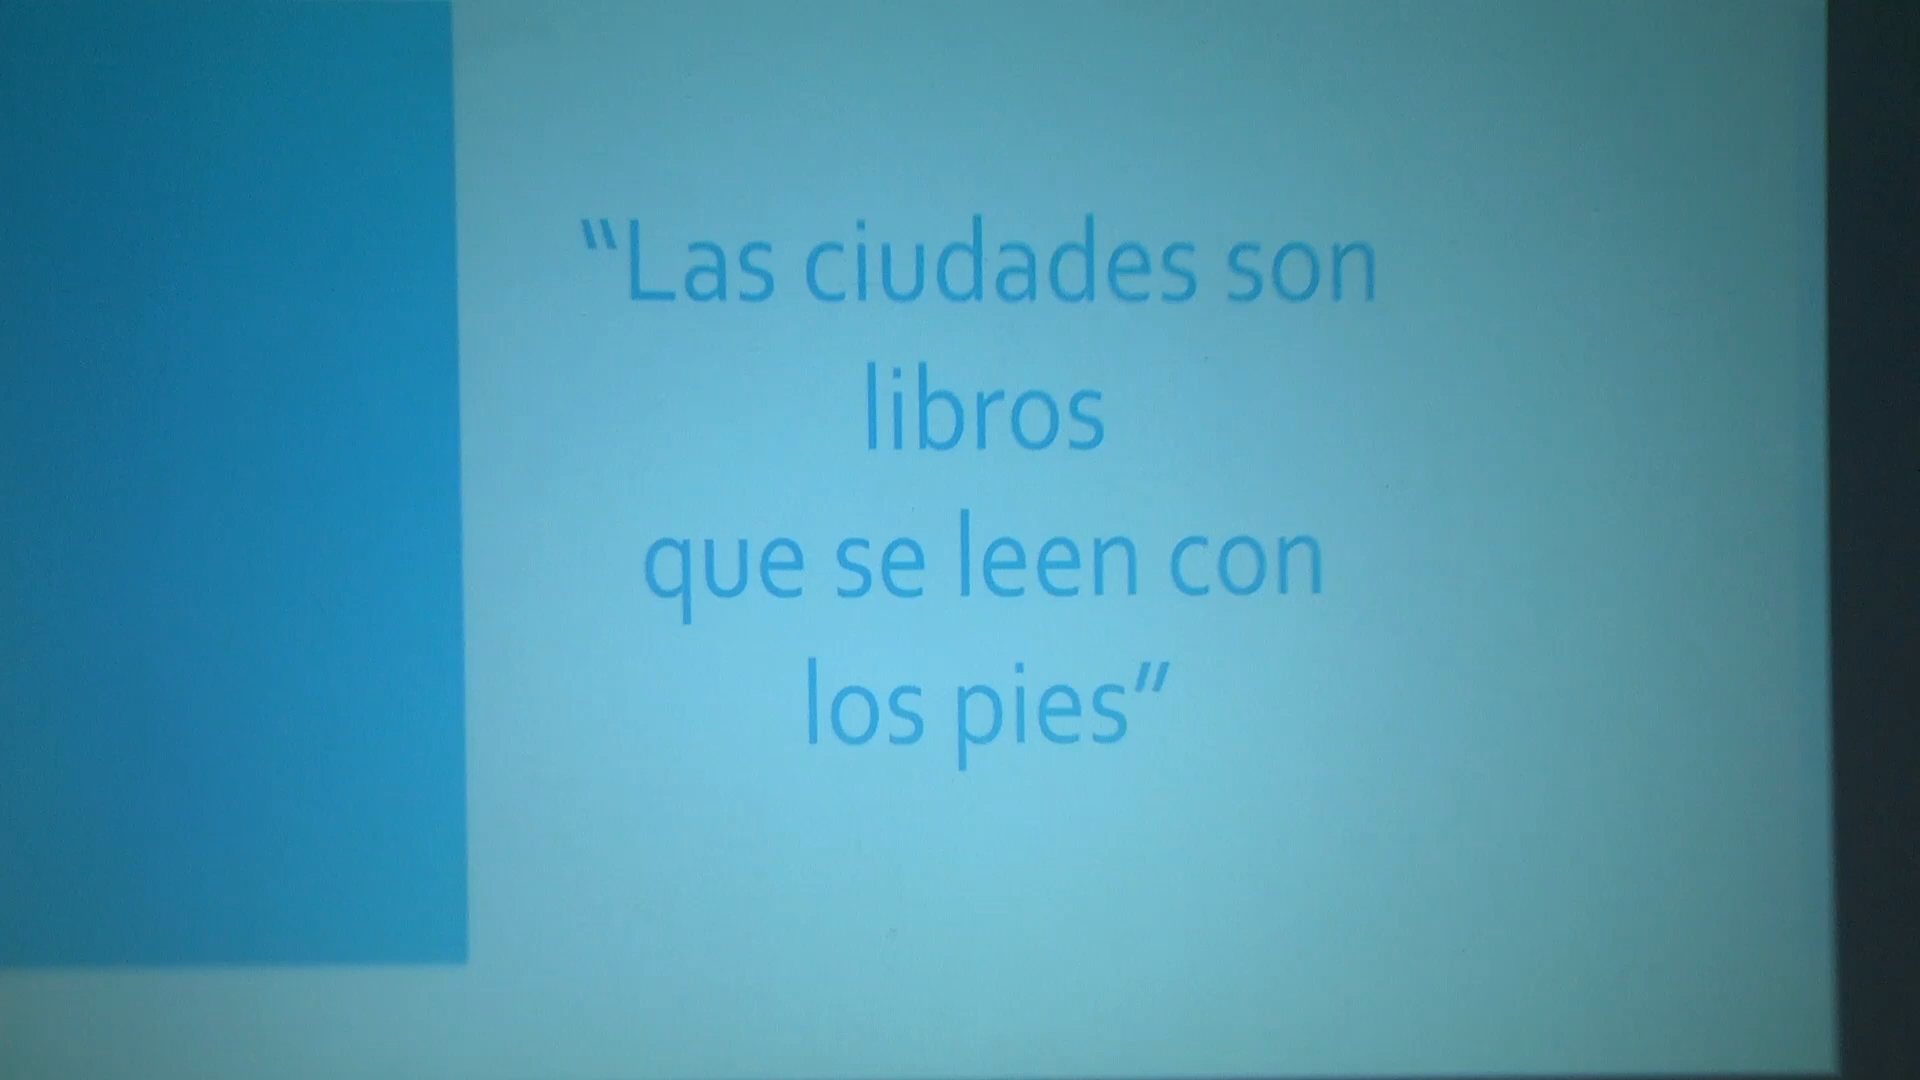 “Las ciudades son
libros
que se leen con
los pies”